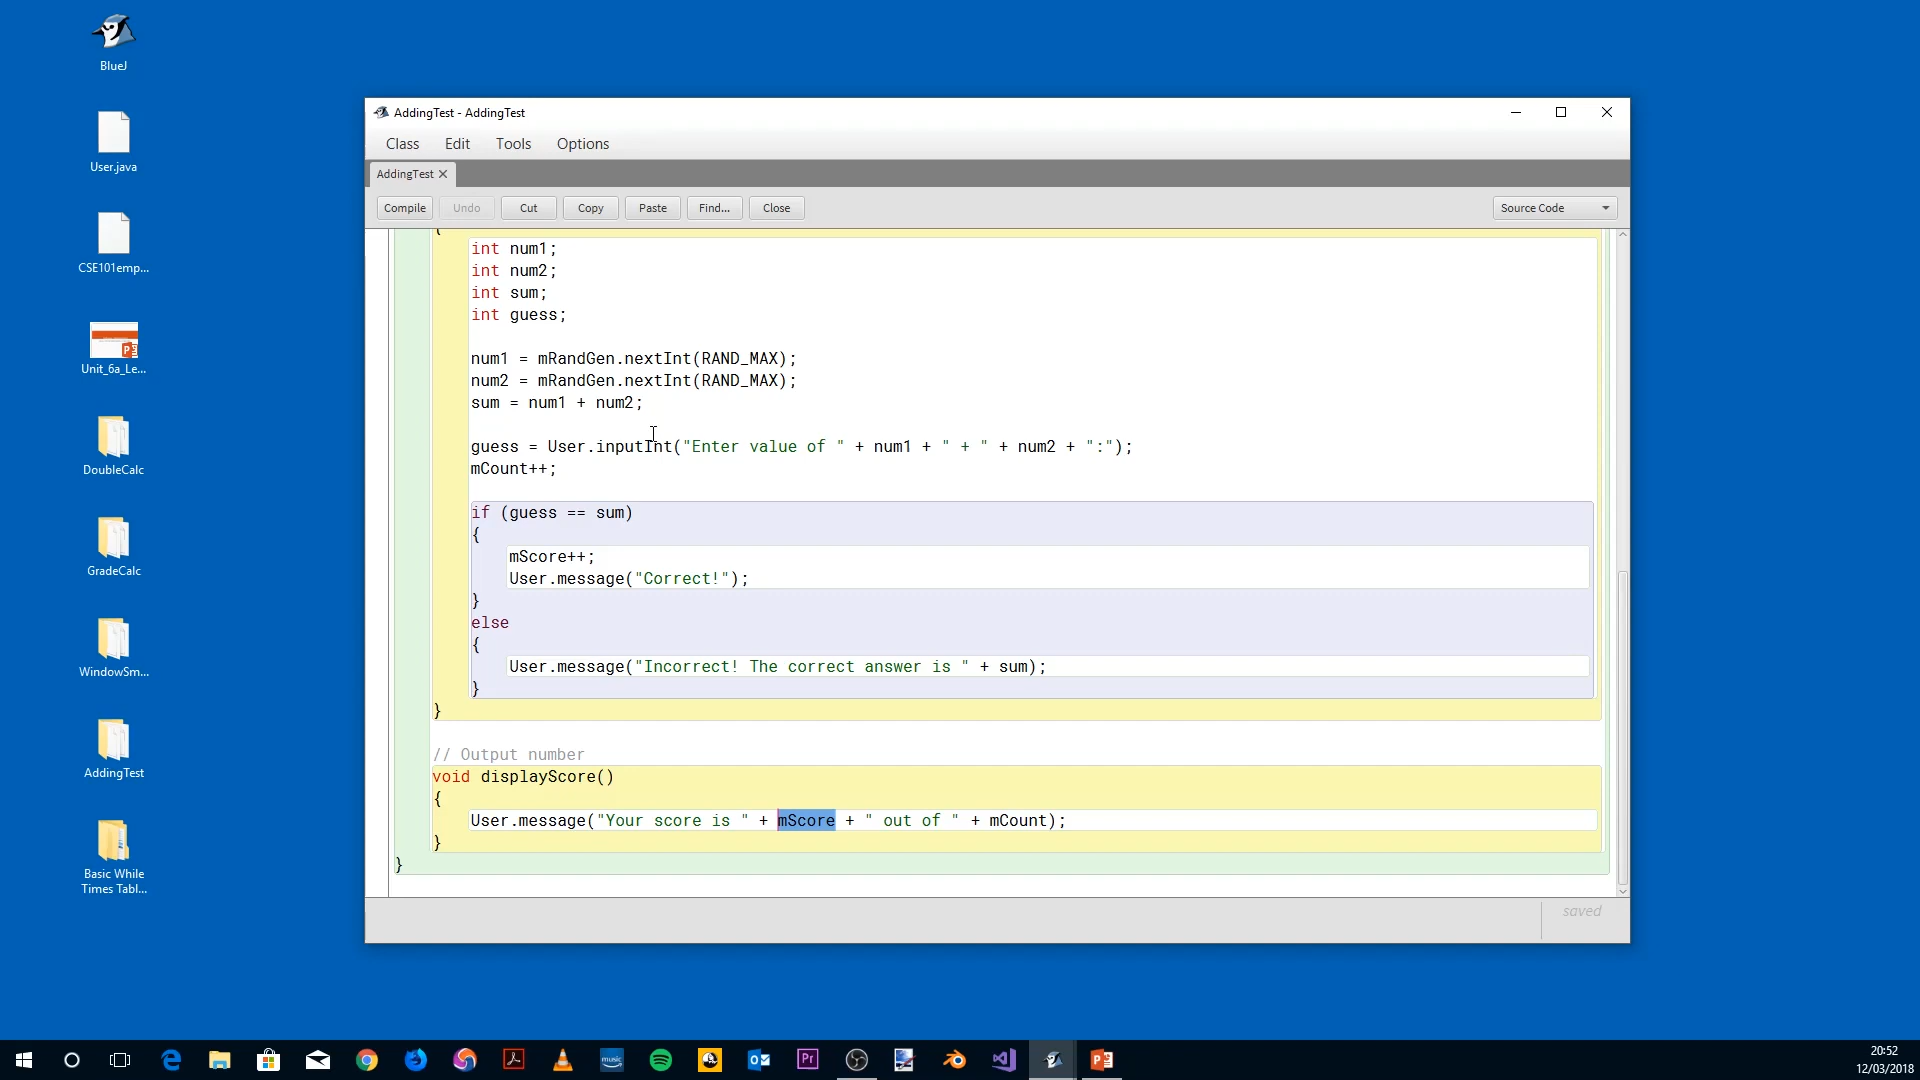 BlueJ
User.java
CSE101emp...
Unit_6a_Le...
DoubleCalc
GradeCalc
WindowSm...
AddingTest
Basic While
Times Tabl...
AddingTest - AddingTest
Class Edit Tools Options
AddingTest
Compile Undo Cut Copy Paste Find... Close Source Code
{
int num1;
int num2;
int sum;
int guess;
num1 = mRandGen.nextInt(RAND_MAX);
num2 = mRandGen.nextInt(RAND_MAX);
sum = num1 + num2;
guess = User.inputInt("Enter value of " + num1 + " + " + num2 + ":");
mCount++;
if (guess == sum)
{
mScore++;
User.message("Correct!");
}
else
{
User.message("Incorrect! The correct answer is " + sum);
}
}
// Output number
void displayScore()
{
User.message("Your score is " + mScore + " out of " + mCount);
}
}
saved
music
Pr
20:52
12/03/2018